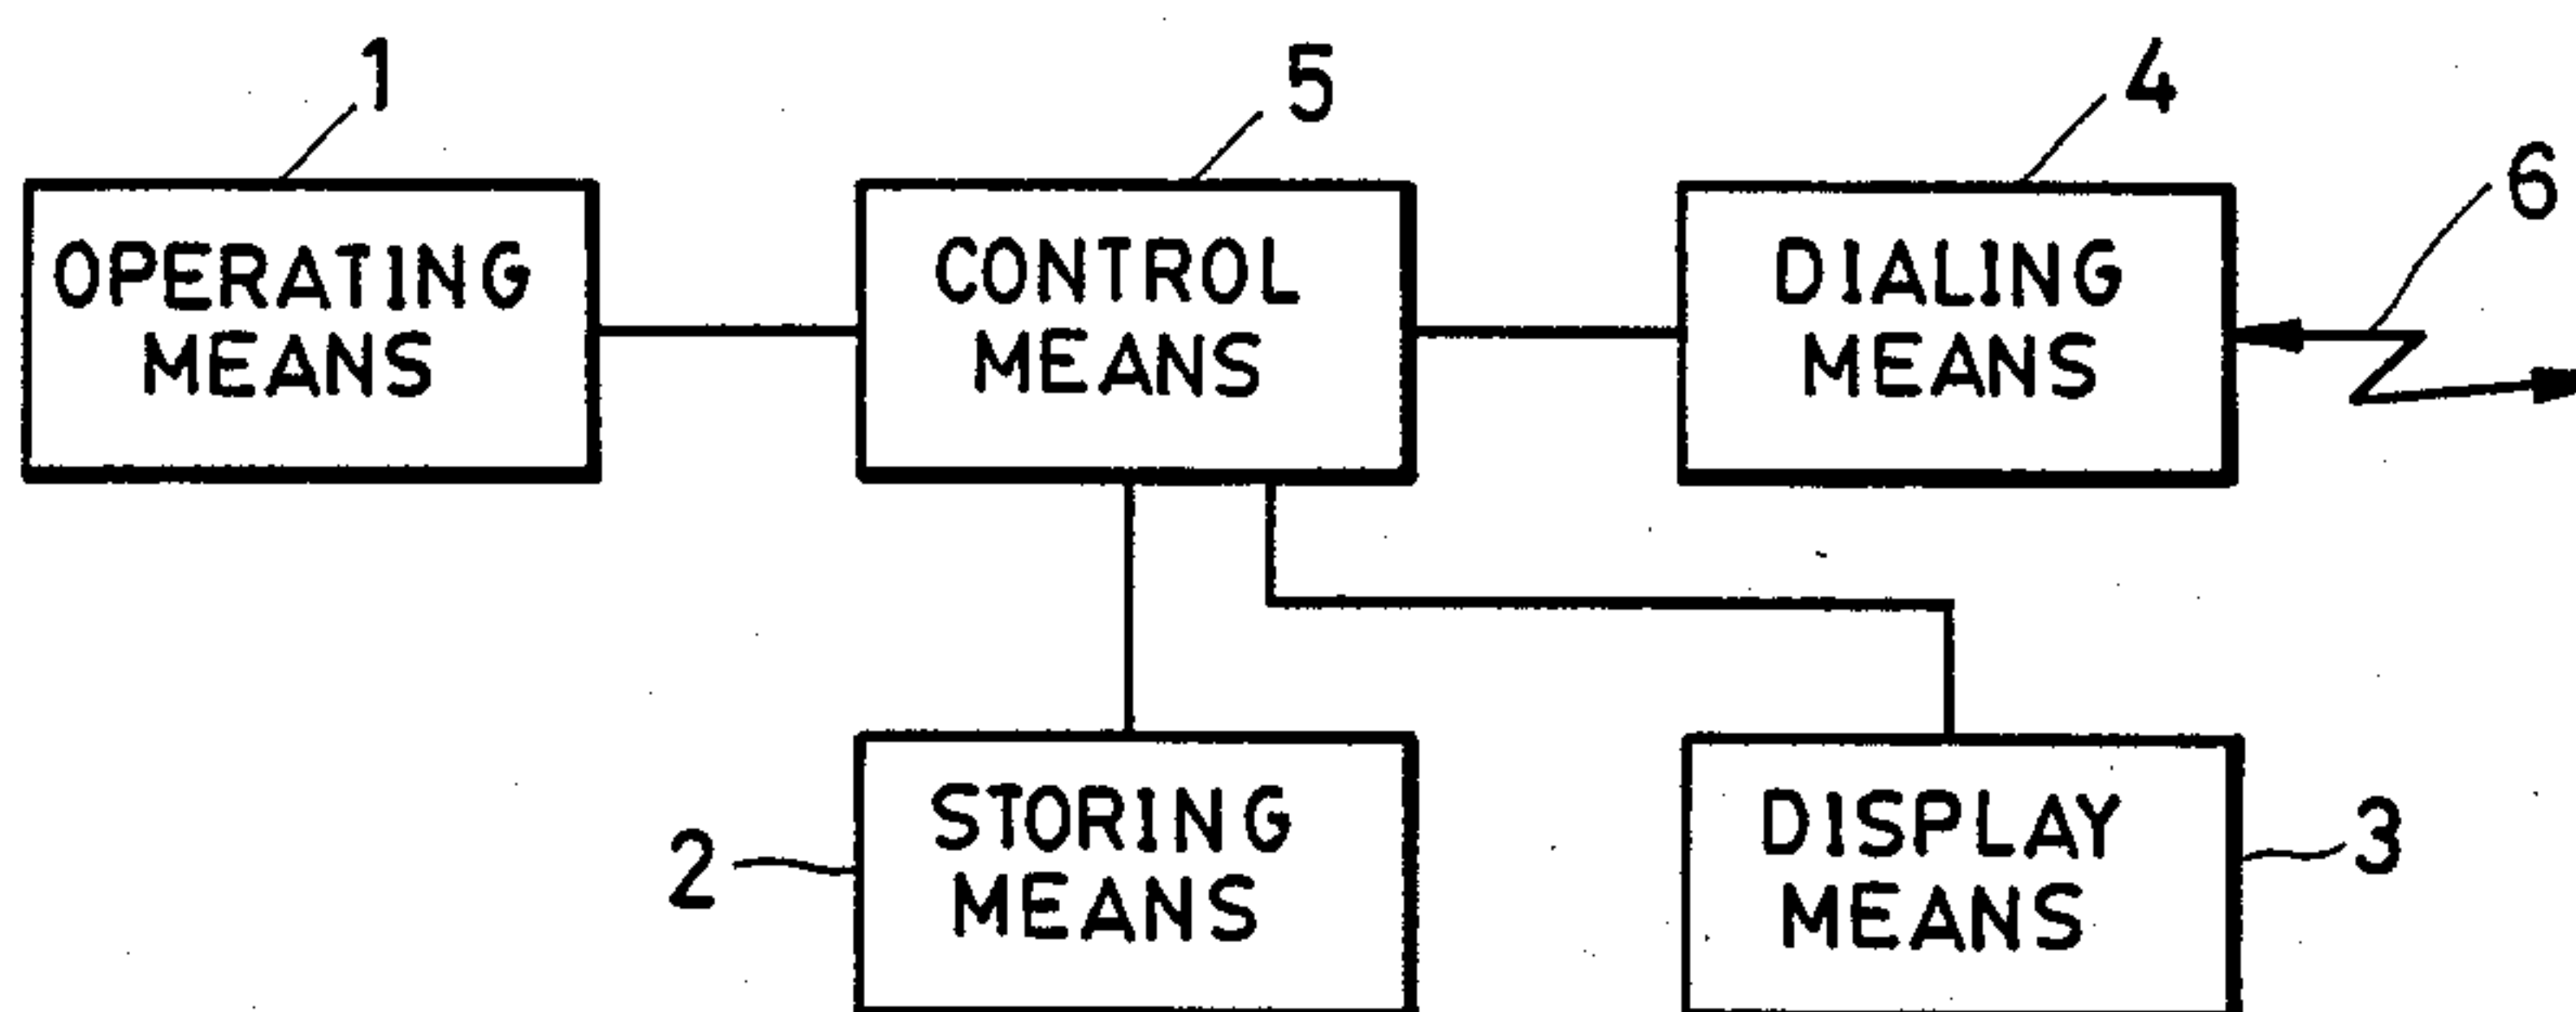 1
5
4
6
OPERATING
MEANS
CONTROL
MEANS
DIALING
MEANS
2
STORING
MEANS
DISPLAY
MEANS
3